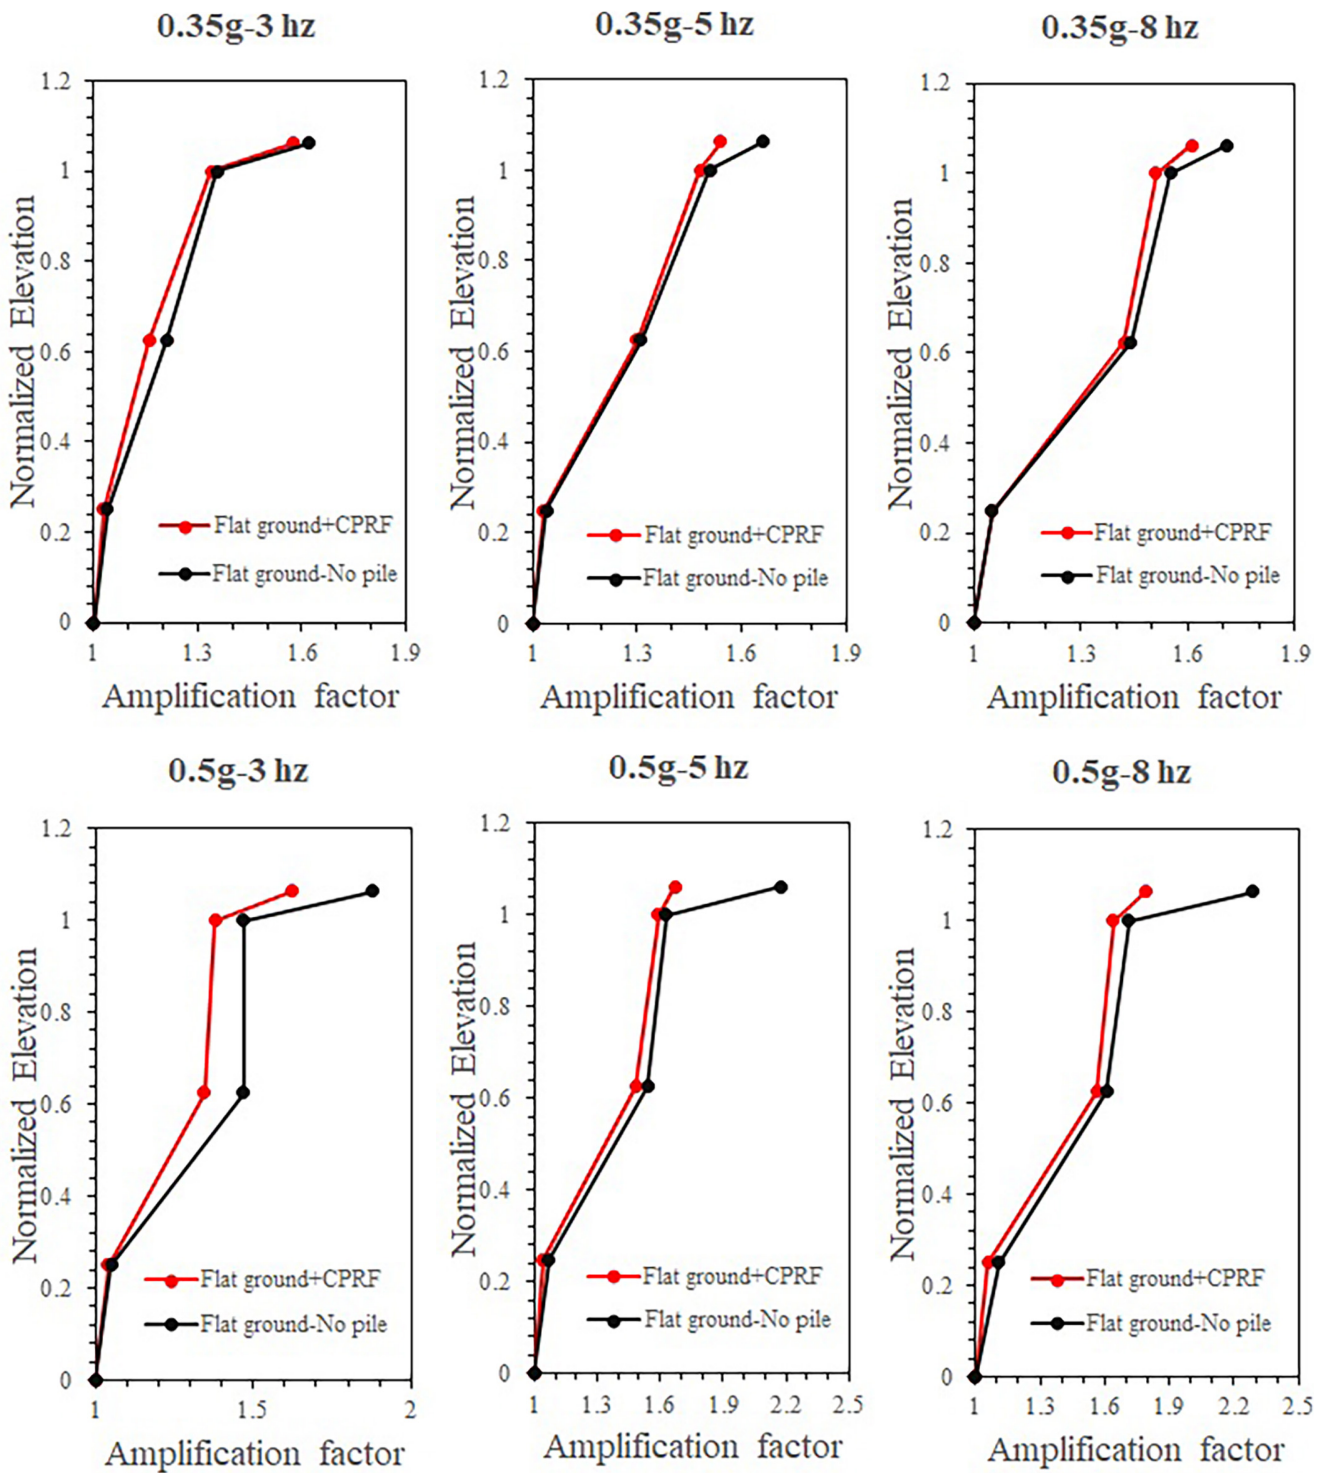 0.35g-3 hz
1.2
1
0.8
0.6
0.4
0.2
0
Normalized Elevation
Flat ground+CPRF
Flat ground-No pile
1 1.3 1.6 1.9
Amplification factor
0.35g-5 hz
1.2
1
0.8
0.6
0.4
0.2
0
Normalized Elevation
Flat ground+CPRF
Flat ground-No pile
1 1.3 1.6 1.9
Amplification factor
0.35g-8 hz
1.2
1
0.8
0.6
0.4
0.2
0
Normalized Elevation
Flat ground+CPRF
Flat ground-No pile
1 1.3 1.6 1.9
Amplification factor
0.5g-3 hz
1.2
1
0.8
0.6
0.4
0.2
0
Normalized Elevation
Flat ground+CPRF
Flat ground-No pile
1 1.5 2
Amplification factor
0.5g-5 hz
1.2
1
0.8
0.6
0.4
0.2
0
Normalized Elevation
Flat ground+CPRF
Flat ground-No pile
1 1.3 1.6 1.9 2.2 2.5
Amplification factor
0.5g-8 hz
1.2
1
0.8
0.6
0.4
0.2
0
Normalized Elevation
Flat ground+CPRF
Flat ground-No pile
1 1.3 1.6 1.9 2.2 2.5
Amplification factor